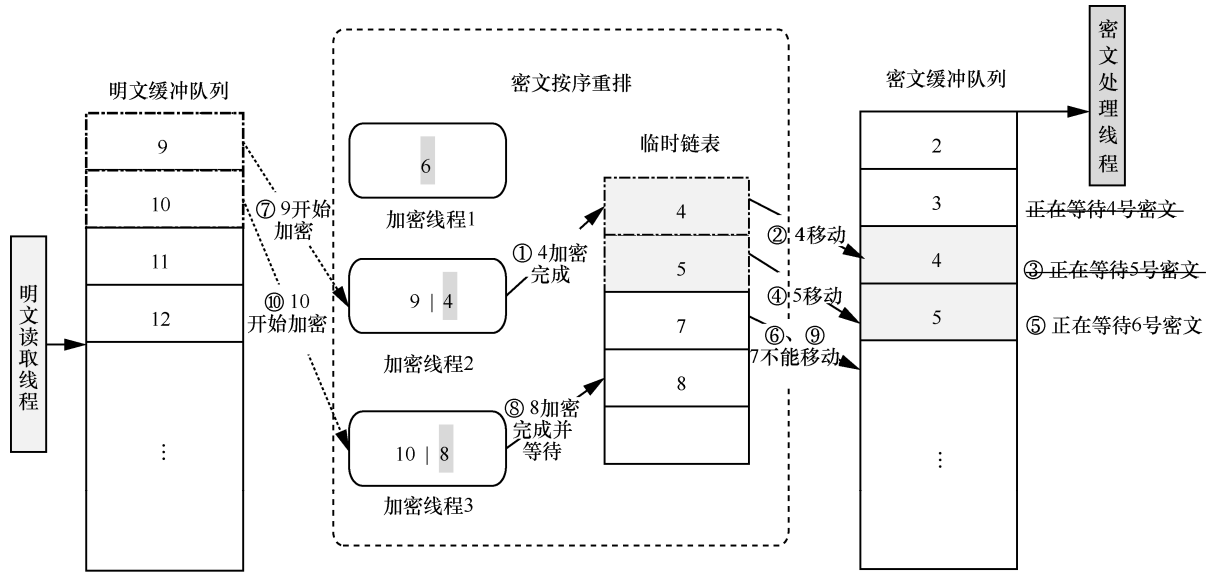 明文读取线程
明文缓冲队列
9
10
11
12
⋮
⑦ 9开始
加密
⑩ 10
开始加密
密文按序重排
6
加密线程1
9 | 4
加密线程2
10 | 8
加密线程3
① 4加密
完成
⑧ 8加密
完成并
等待
临时链表
4
5
7
8
② 4移动
④ 5移动
⑥、⑨
7不能移动
密文缓冲队列
2
3
4
5
⋮
密文处理线程
正在等待4号密文
③ 正在等待5号密文
⑤ 正在等待6号密文